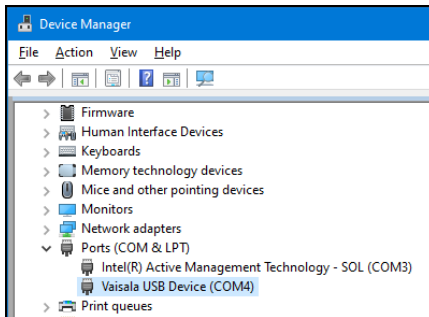 Device Manager
File Action View Help
Firmware
Human Interface Devices
Keyboards
Memory technology devices
Mice and other pointing devices
Monitors
Network adapters
Ports (COM & LPT)
Intel(R) Active Management Technology - SOL (COM3)
Vaisala USB Device (COM4)
Print queues